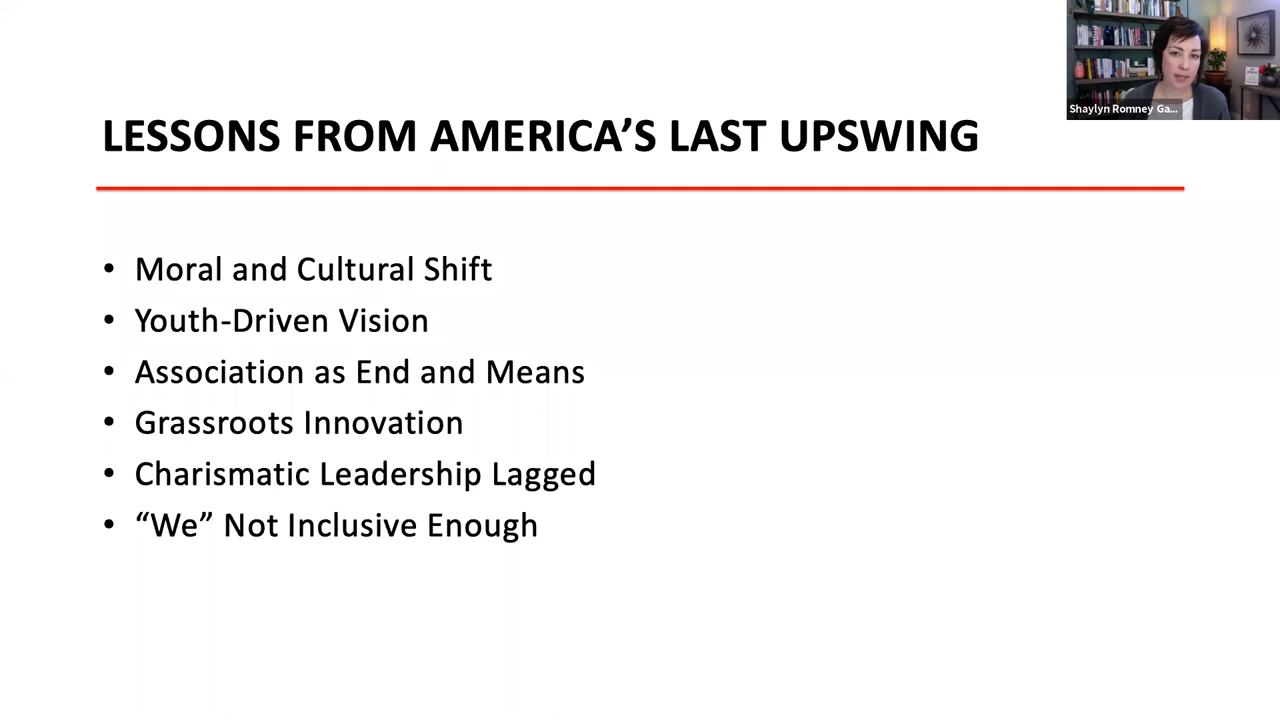 Shaylyn Romney Ga...
LESSONS FROM AMERICA’S LAST UPSWING
• Moral and Cultural Shift
• Youth-Driven Vision
• Association as End and Means
• Grassroots Innovation
• Charismatic Leadership Lagged
• “We” Not Inclusive Enough